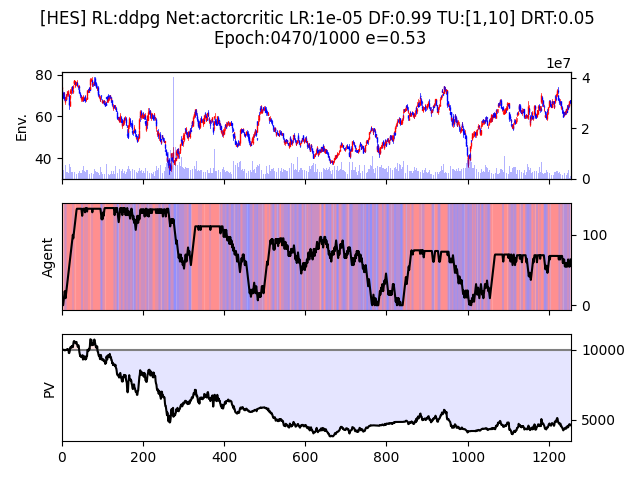 [HES] RL:ddpg Net:actorcritic LR:1e-05 DF:0.99 TU:[1,10] DRT:0.05
Epoch:0470/1000 e=0.53
1e7
80
60
40
Env.
4
2
0
Agent
100
0
PV
10000
5000
0 200 400 600 800 1000 1200